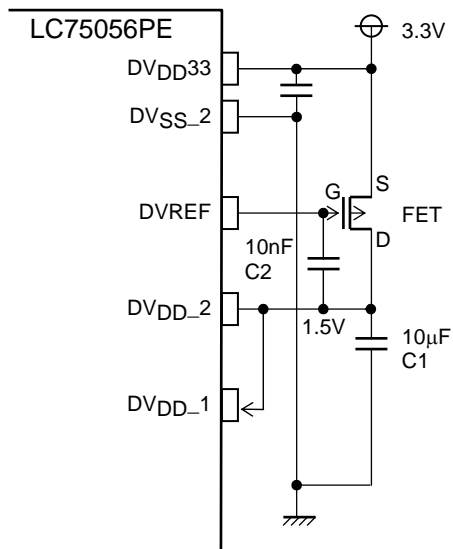 LC75056PE
3.3V
DVDD33
DVSS_2
G
S
DVREF
FET
D
10nF
C2
DVDD_2
1.5V
10μF
C1
DVDD_1